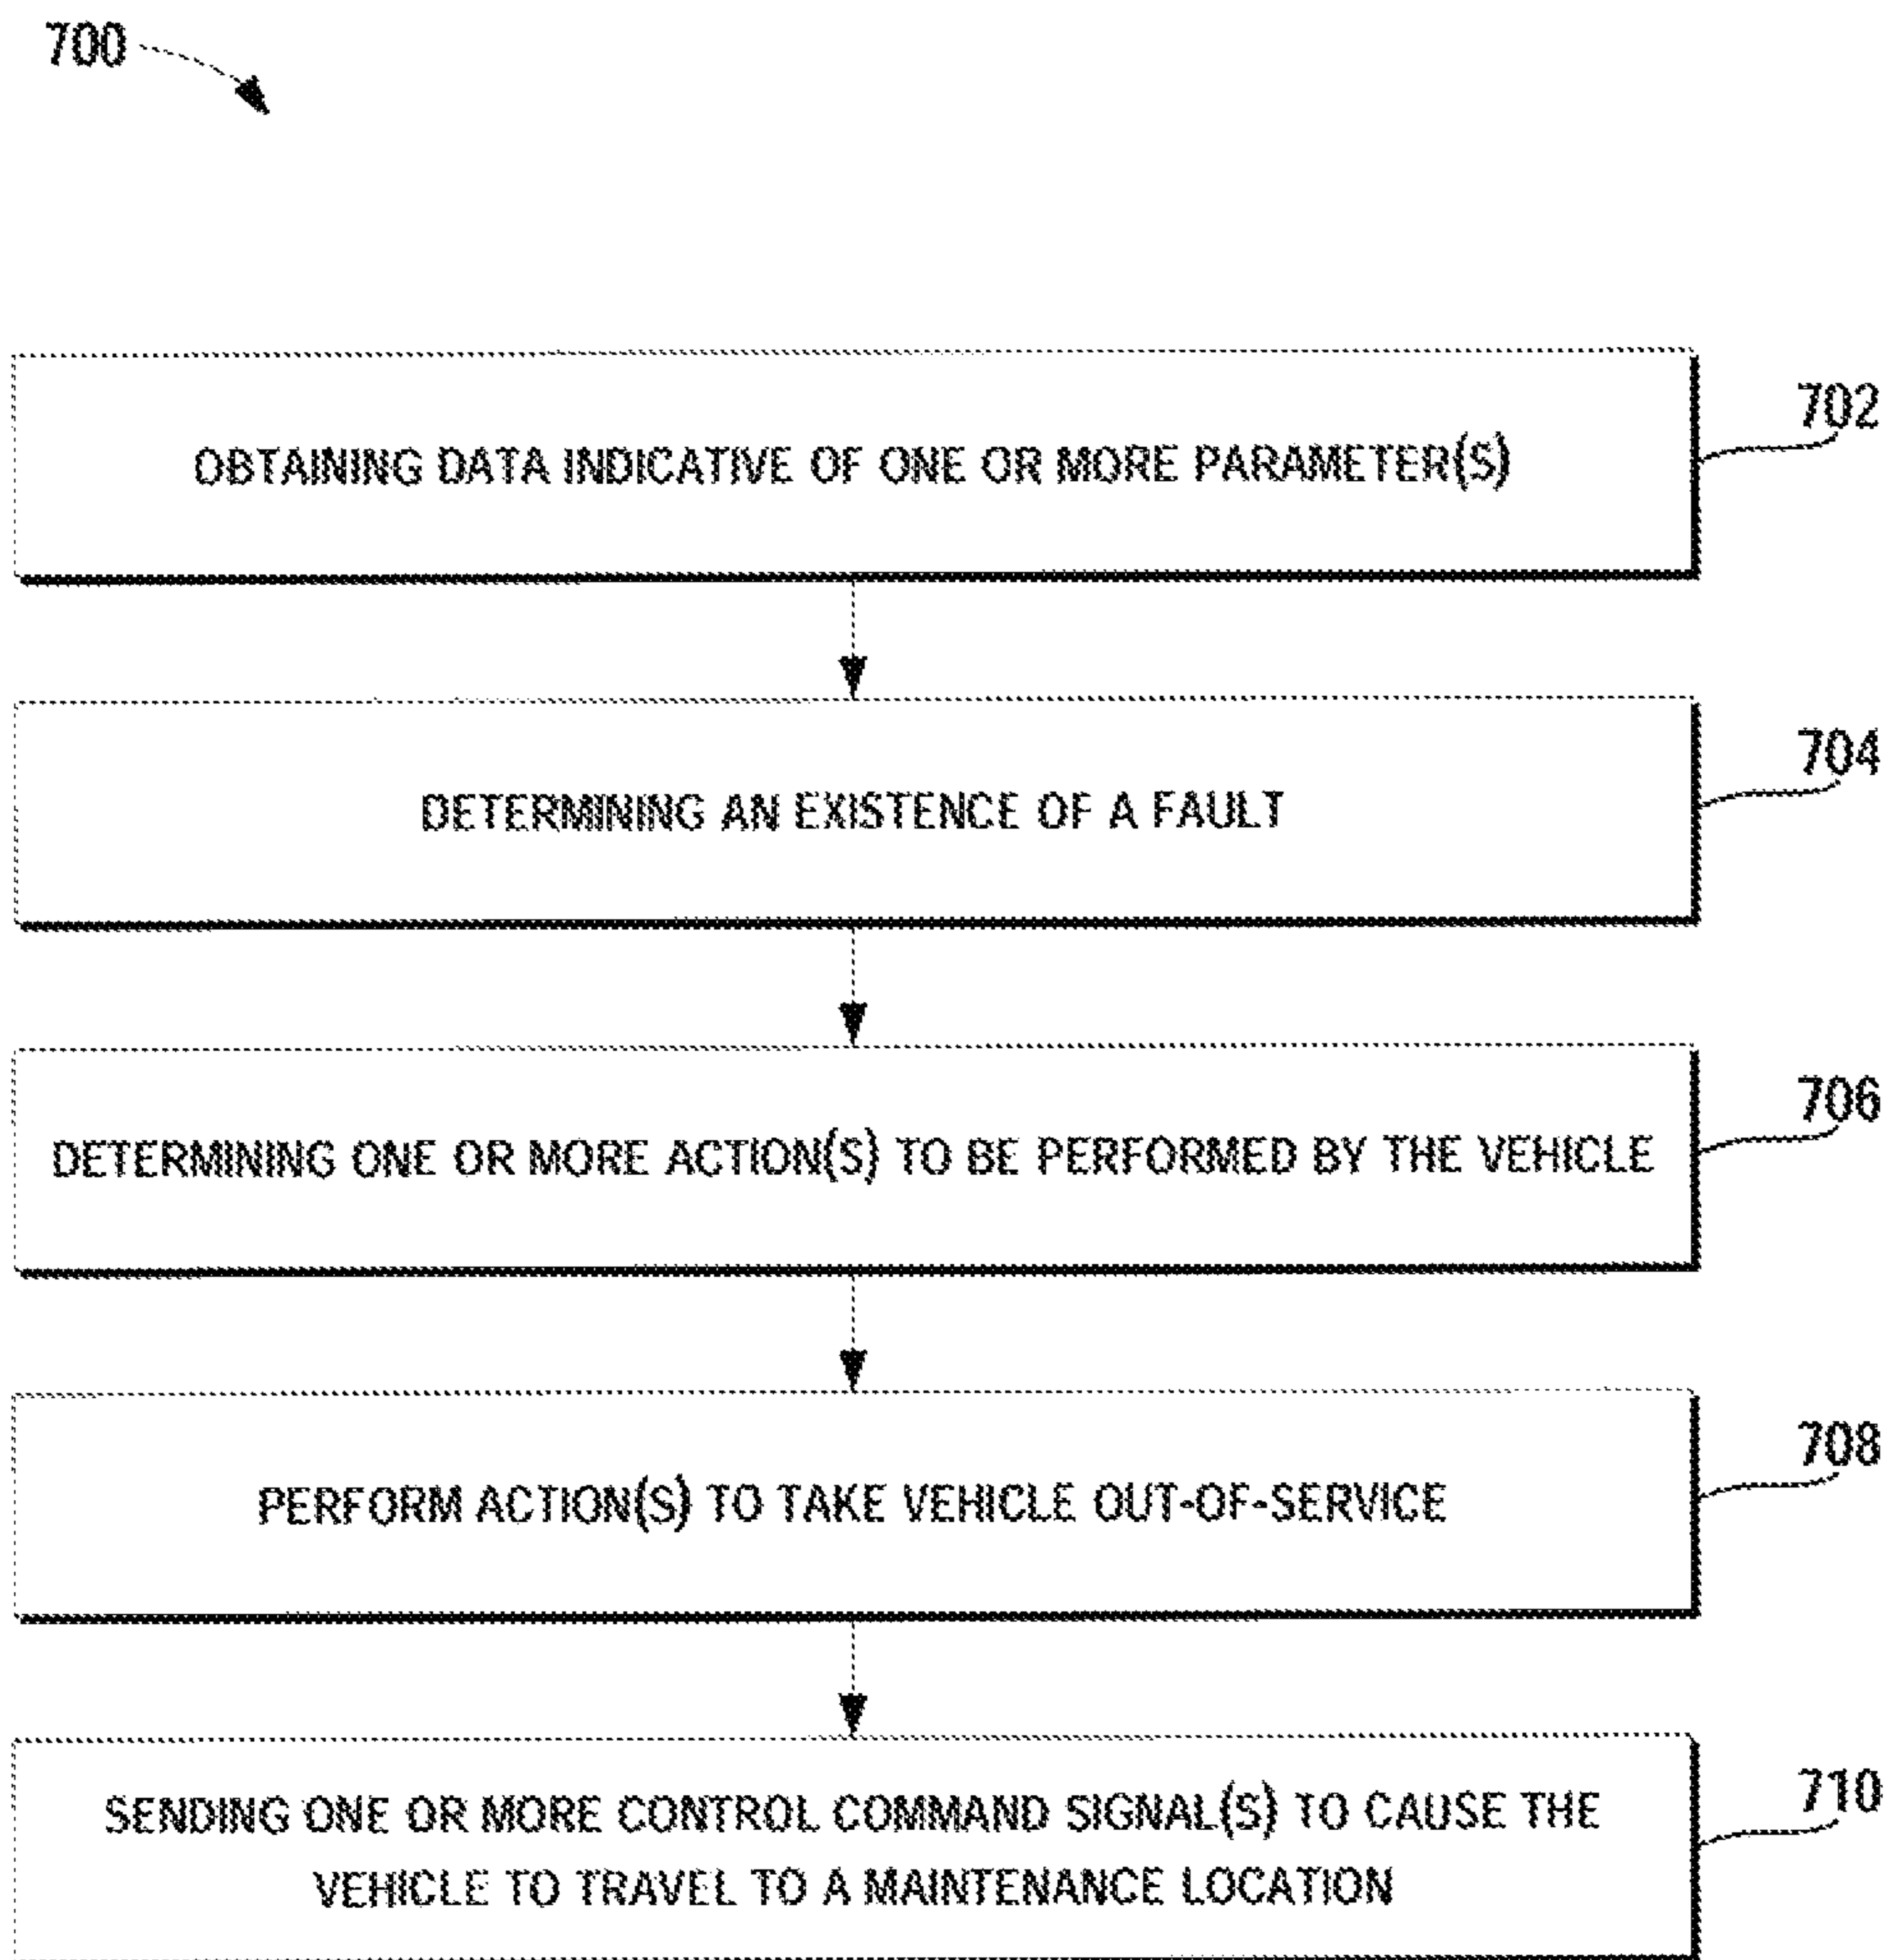 700
OBTAINING DATA INDICATIVE OF ONE OR MORE PARAMETER(S)
702
DETERMINING AN EXISTENCE OF A FAULT
704
DETERMINING ONE OR MORE ACTION(S) TO BE PERFORMED BY THE VEHICLE
706
PERFORM ACTION(S) TO TAKE VEHICLE OUT-OF-SERVICE
708
SENDING ONE OR MORE CONTROL COMMAND SIGNAL(S) TO CAUSE THE
VEHICLE TO TRAVEL TO A MAINTENANCE LOCATION
710